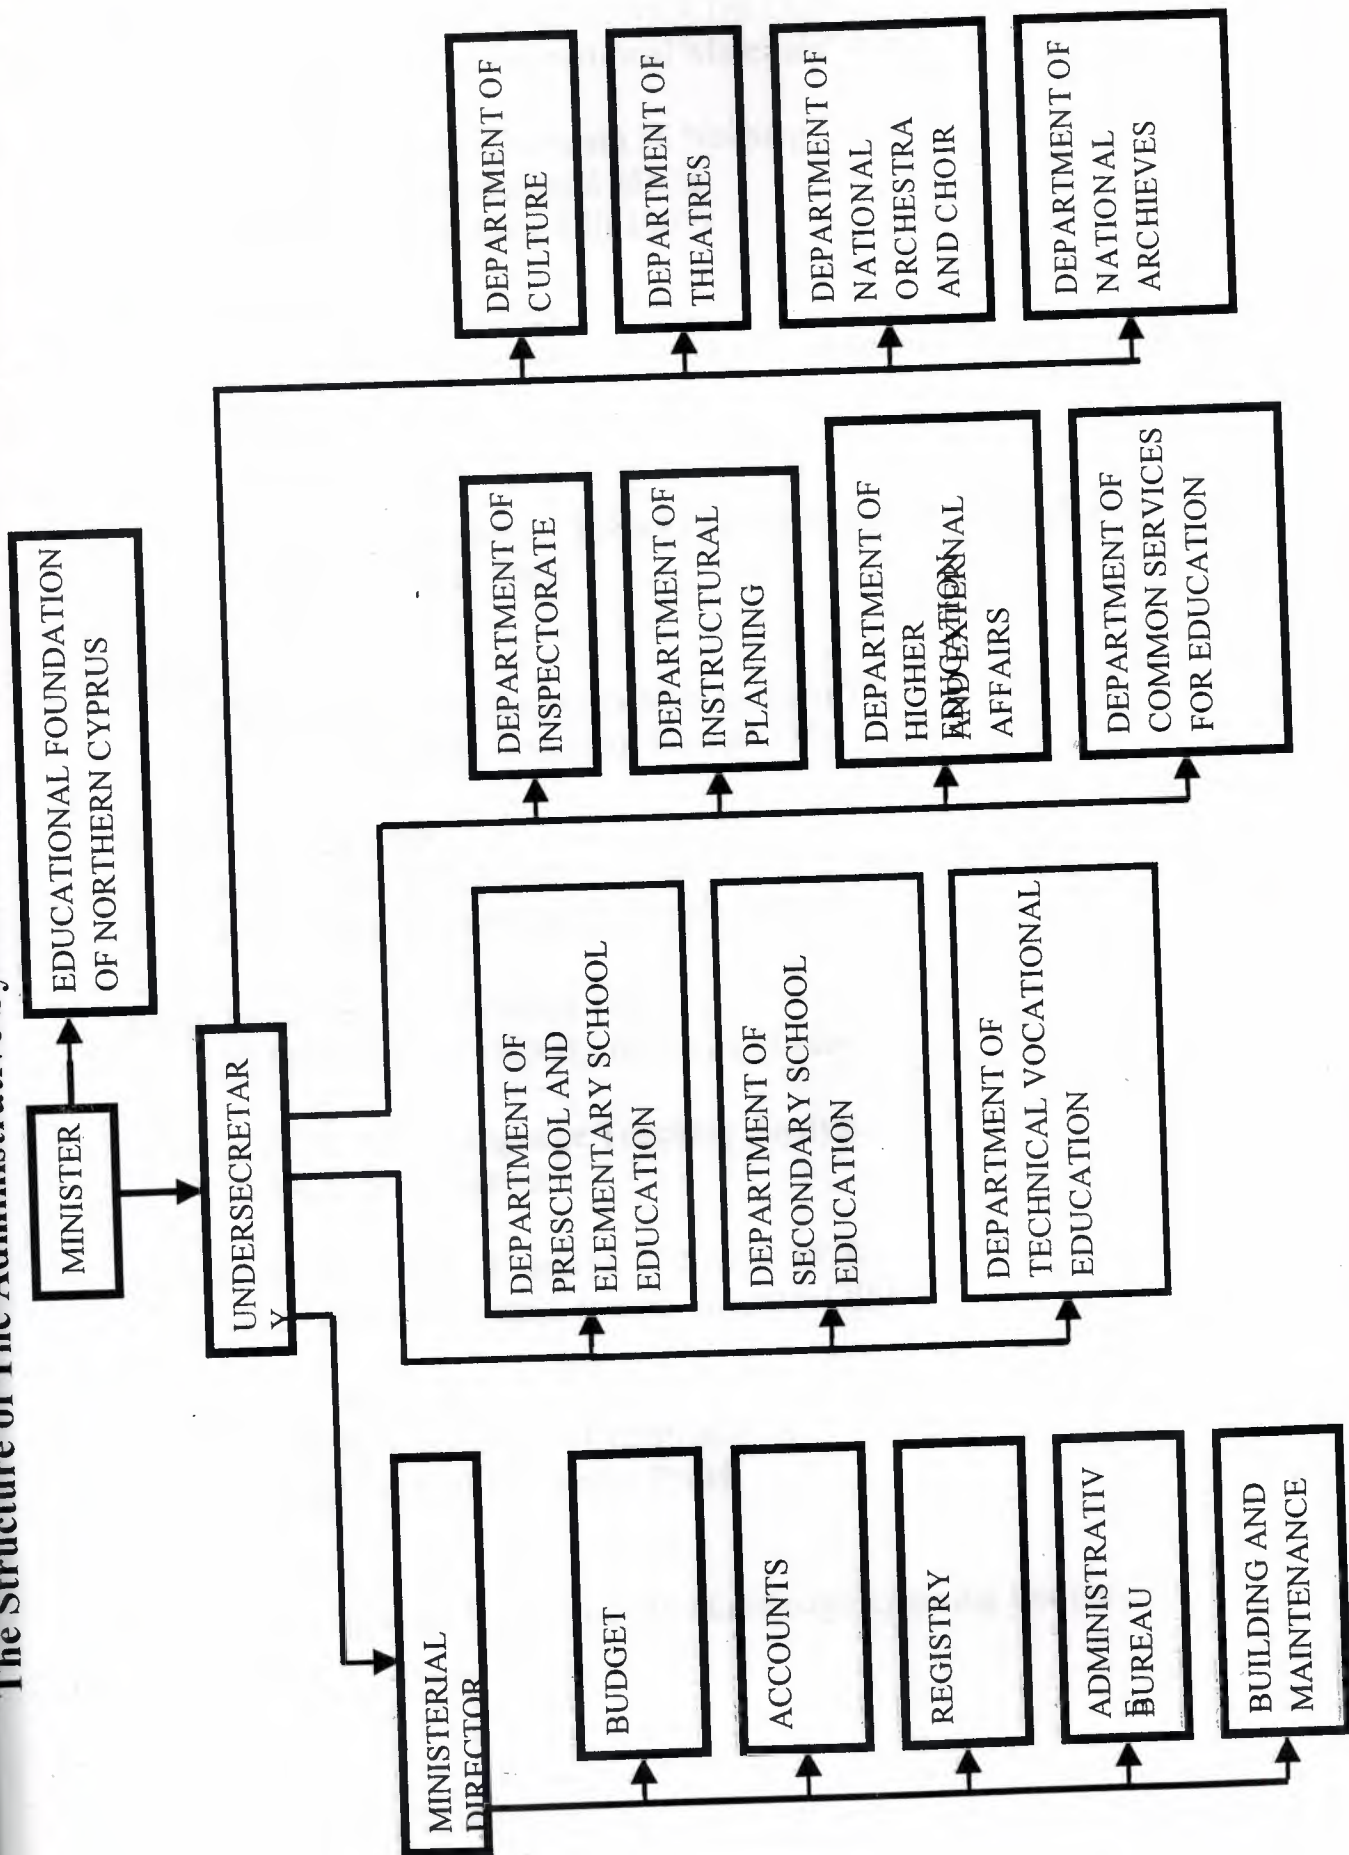 The Structure of The Administrative
MINISTER
EDUCATIONAL FOUNDATION
OF NORTHERN CYPRUS
UNDERSECRETAR
Y
MINISTERIAL
DIRECTOR
BUDGET
ACCOUNTS
REGISTRY
ADMINISTRATIV
E
BUREAU
BUILDING AND
MAINTENANCE
DEPARTMENT OF
PRESCHOOL AND
ELEMENTARY SCHOOL
EDUCATION
DEPARTMENT OF
SECONDARY SCHOOL
EDUCATION
DEPARTMENT OF
TECHNICAL VOCATIONAL
EDUCATION
DEPARTMENT OF
INSPECTORATE
DEPARTMENT OF
INSTRUCTURAL
PLANNING
DEPARTMENT OF
HIGHER
EDUCATION
AND EXTERNAL
AFFAIRS
DEPARTMENT OF
COMMON SERVICES
FOR EDUCATION
DEPARTMENT OF
CULTURE
DEPARTMENT OF
THEATRES
DEPARTMENT OF
NATIONAL
ORCHESTRA
AND CHOIR
DEPARTMENT OF
NATIONAL
ARCHIEVES